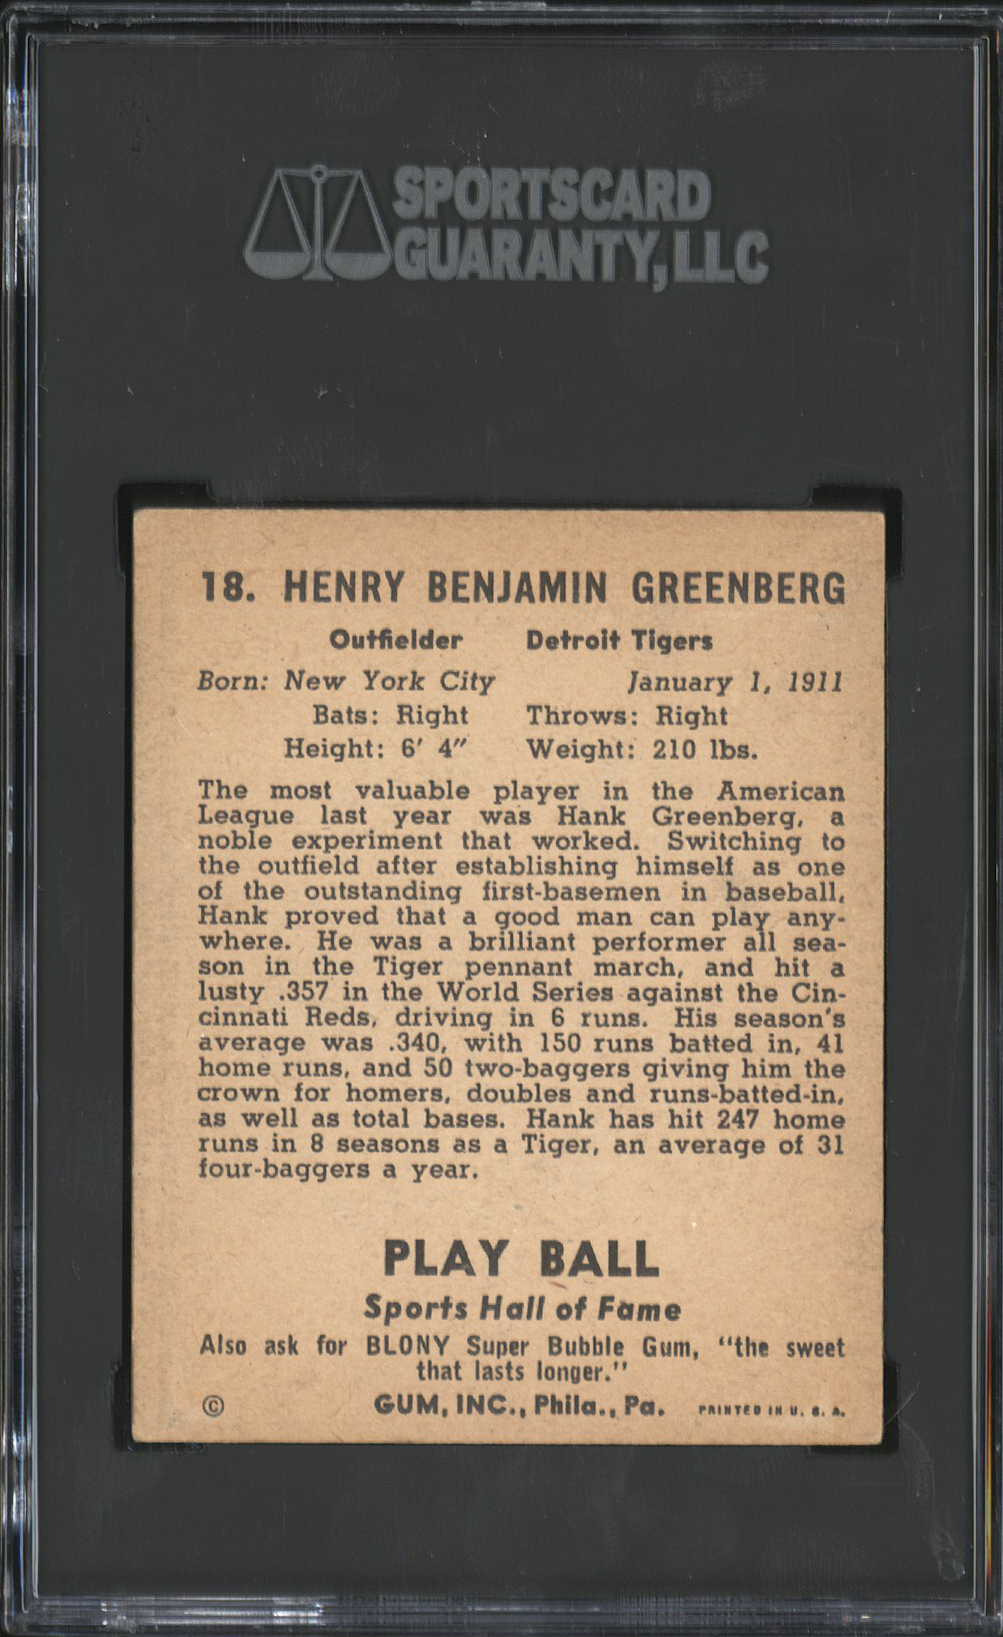 SPORTSCARD
GUARANTY, LLC
18. HENRY BENJAMIN GREENBERG
Outfielder Detroit Tigers
Born: New York City January 1, 1911
Bats: Right Throws: Right
Height: 6′ 4″ Weight: 210 lbs.
The most valuable player in the American
League last year was Hank Greenberg, a
noble experiment that worked. Switching to
the outfield after establishing himself as one
of the outstanding first-basemen in baseball,
Hank proved that a good man can play any-
where. He was a brilliant performer all sea-
son in the Tiger pennant march, and hit a
lusty .357 in the World Series against the Cin-
cinnati Reds, driving in 6 runs. His season's
average was .340, with 150 runs batted in, 41
home runs, and 50 two-baggers giving him the
crown for homers, doubles and runs-batted-in,
as well as total bases. Hank has hit 247 home
runs in 8 seasons as a Tiger, an average of 31
four-baggers a year.
PLAY BALL
Sports Hall of Fame
Also ask for BLONY Super Bubble Gum, "the sweet
that lasts longer."
© GUM, INC., Phila., Pa. PRINTED IN U. S. A.